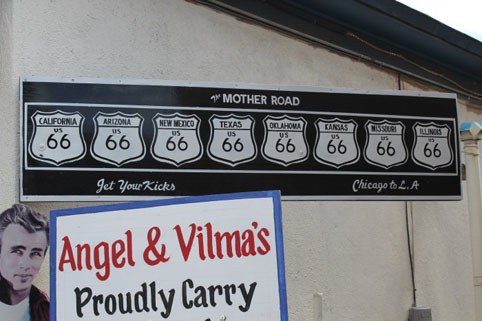 The MOTHER ROAD
CALIFORNIA US 66
ARIZONA US 66
NEW MEXICO US 66
TEXAS US 66
OKLAHOMA US 66
KANSAS US 66
MISSOURI US 66
ILLINOIS US 66
Get Your Kicks
Chicago to L.A
Angel & Vilma's
Proudly Carry